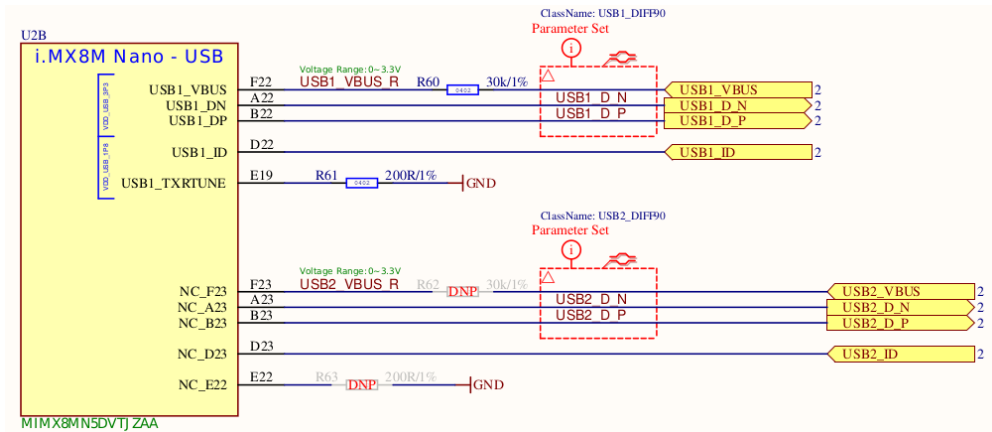 ClassName: USB1_DIFF90
Parameter Set
i
U2B
i.MX8M Nano - USB
VDD_USB_3P3
VDD_USB_1P8
USB1_VBUS F22 Voltage Range: 0~3.3V USB1_VBUS_R R60 0402 30k/1% USB1_VBUS 2
USB1_DN A22 USB1_D_N USB1_D_N 2
USB1_DP B22 USB1_D_P USB1_D_P 2
USB1_ID D22 USB1_ID 2
USB1_TXRTUNE E19 R61 0402 200R/1% GND
ClassName: USB2_DIFF90
Parameter Set
i
NC_F23 F23 Voltage Range: 0~3.3V USB2_VBUS_R R62 DNP 30k/1% USB2_VBUS 2
NC_A23 A23 USB2_D_N USB2_D_N 2
NC_B23 B23 USB2_D_P USB2_D_P 2
NC_D23 D23 USB2_ID 2
NC_E22 E22 R63 DNP 200R/1% GND
MIMX8MN5DVTJZAA